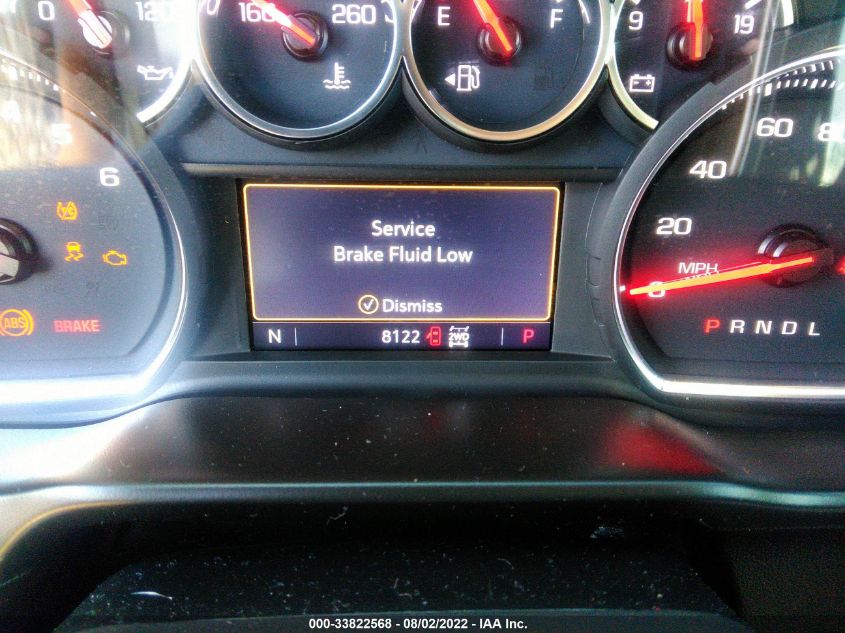 0 120
160 260
E F
9 19
5
6
Service
Brake Fluid Low
Dismiss
N 8122 2WD P
ABS BRAKE
60
40
20
MPH
0
P R N D L
000-33822568 - 08/02/2022 - IAA Inc.